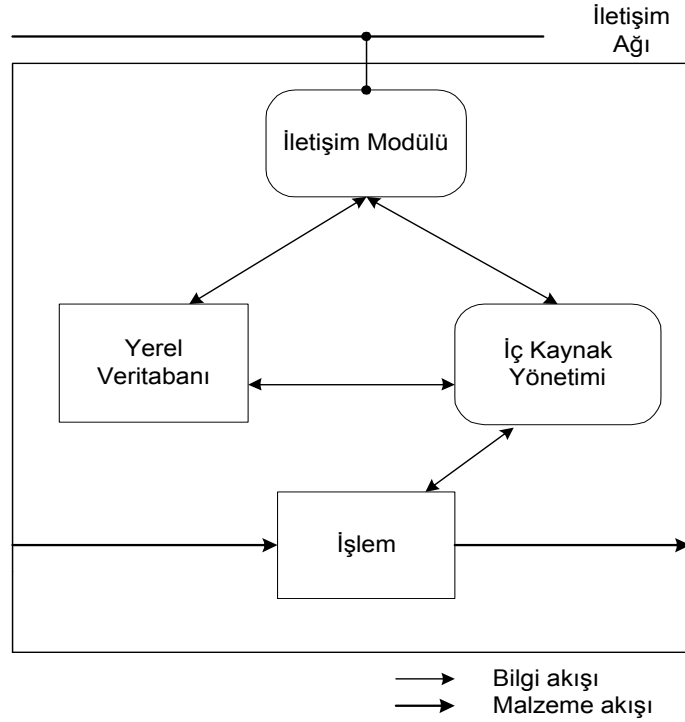 İletişim
Ağı
İletişim Modülü
Yerel
Veritabanı
İç Kaynak
Yönetimi
İşlem
Bilgi akışı
Malzeme akışı